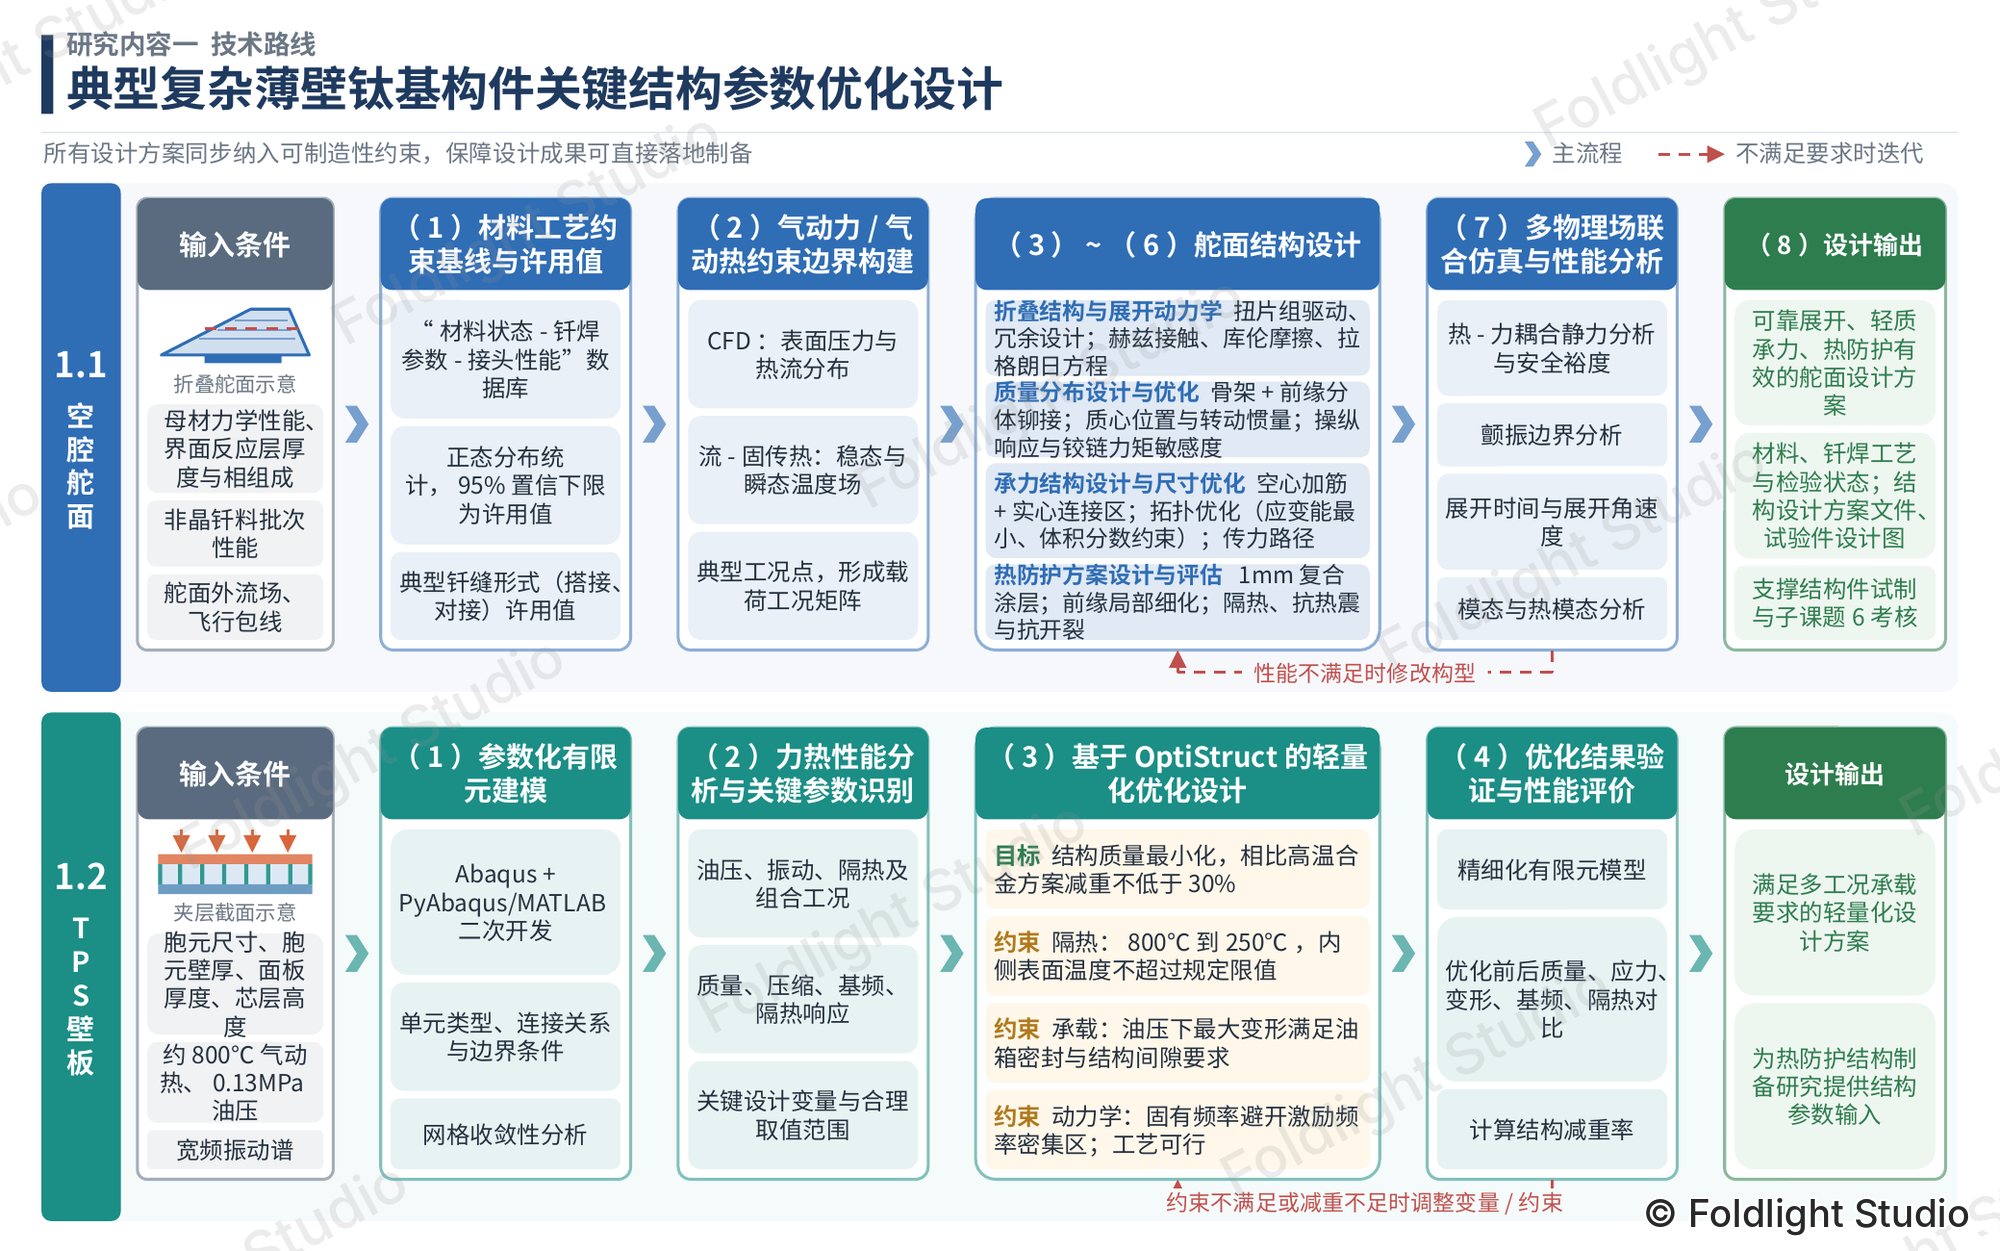 研究内容一 技术路线
典型复杂薄壁钛基构件关键结构参数优化设计
所有设计方案同步纳入可制造性约束，保障设计成果可直接落地制备
主流程
不满足要求时迭代
1.1
空
腔
舵
面
输入条件
折叠舵面示意
母材力学性能、
界面反应层厚
度与相组成
非晶钎料批次
性能
舵面外流场、
飞行包线
（1）材料工艺约
束基线与许用值
“ 材料状态 - 钎焊
参数 - 接头性能” 数
据库
正态分布统
计， 95% 置信下限
为许用值
典型钎缝形式（搭接、
对接）许用值
（2）气动力 / 气
动热约束边界构建
CFD： 表面压力与
热流分布
流 - 固传热：稳态与
瞬态温度场
典型工况点，形成载
荷工况矩阵
（3） ~ （6）舵面结构设计
折叠结构与展开动力学 扭片组驱动、
冗余设计；赫兹接触、库伦摩擦、拉
格朗日方程
质量分布设计与优化 骨架 + 前缘分
体铆接；质心位置与转动惯量；操纵
响应与铰链力矩敏感度
承力结构设计与尺寸优化 空心加筋
+ 实心连接区；拓扑优化（应变能最
小、体积分数约束）；传力路径
热防护方案设计与评估 1mm 复合
涂层；前缘局部细化；隔热、抗热震
与抗开裂
（7）多物理场联
合仿真与性能分析
热 - 力耦合静力分析
与安全裕度
颤振边界分析
展开时间与展开角速
度
模态与热模态分析
（8）设计输出
可靠展开、轻质
承力、热防护有
效的舵面设计方
案
材料、钎焊工艺
与检验状态；结
构设计方案文件、
试验件设计图
支撑结构件试制
与子课题 6 考核
性能不满足时修改构型
1.2
T
P
S
壁
板
输入条件
夹层截面示意
胞元尺寸、胞
元壁厚、面板
厚度、芯层高
度
约 800℃ 气动
热、 0.13MPa
油压
宽频振动谱
（1）参数化有限
元建模
Abaqus +
PyAbaqus/MATLAB
二次开发
单元类型、连接关系
与边界条件
网格收敛性分析
（2）力热性能分
析与关键参数识别
油压、振动、隔热及
组合工况
质量、压缩、基频、
隔热响应
关键设计变量与合理
取值范围
（3）基于 OptiStruct 的轻量
化优化设计
目标 结构质量最小化，相比高温合
金方案减重不低于 30%
约束 隔热： 800℃ 到 250℃ ，内
侧表面温度不超过规定限值
约束 承载：油压下最大变形满足油
箱密封与结构间隙要求
约束 动力学：固有频率避开激励频
率密集区；工艺可行
（4）优化结果验
证与性能评价
精细化有限元模型
优化前后质量、应力、
变形、基频、隔热对
比
计算结构减重率
设计输出
满足多工况承载
要求的轻量化设
计方案
为热防护结构制
备研究提供结构
参数输入
约束不满足或减重不足时调整变量 / 约束
© Foldlight Studio